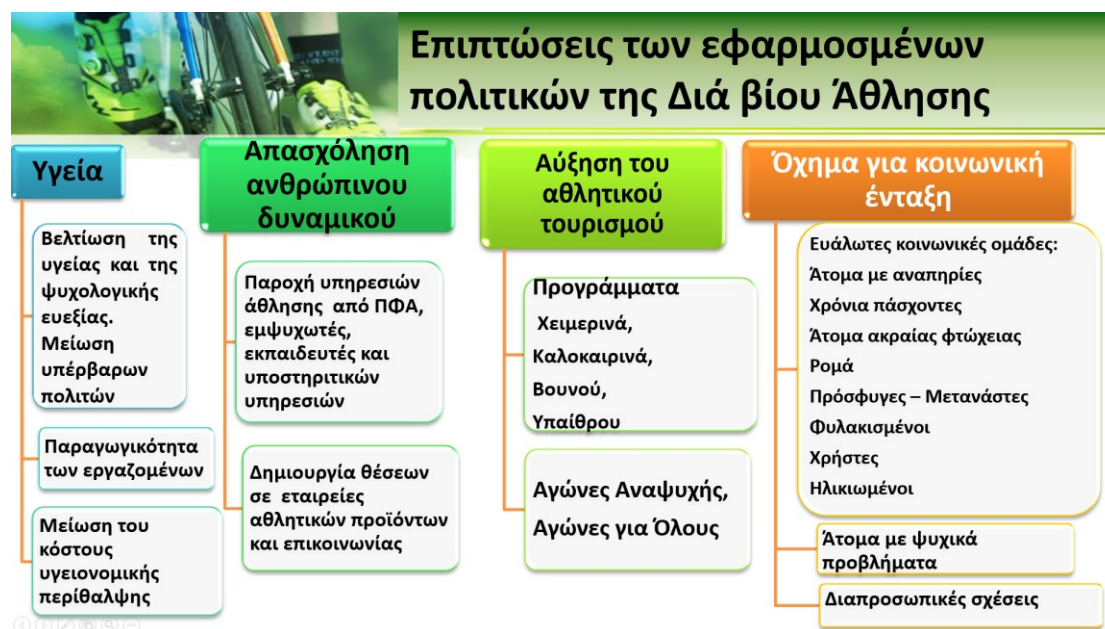 Επιπτώσεις των εφαρμοσμένων
πολιτικών της Διά βίου Άθλησης
Υγεία
Βελτίωση της
υγείας και της
ψυχολογικής
ευεξίας.
Μείωση
υπέρβαρων
πολιτών
Παραγωγικότητα
των εργαζομένων
Μείωση του
κόστους
υγειονομικής
περίθαλψης
Απασχόληση
ανθρώπινου
δυναμικού
Παροχή υπηρεσιών
άθλησης από ΠΦΑ,
εμψυχωτές,
εκπαιδευτές και
υποστηριτικών
υπηρεσιών
Δημιουργία θέσεων
σε εταιρείες
αθλητικών προϊόντων
και επικοινωνίας
Αύξηση του
αθλητικού
τουρισμού
Προγράμματα
Χειμερινά,
Καλοκαιρινά,
Βουνού,
Υπαίθρου
Αγώνες Αναψυχής,
Αγώνες για Όλους
Όχημα για κοινωνική
ένταξη
Ευάλωτες κοινωνικές ομάδες:
Άτομα με αναπηρίες
Χρόνια πάσχοντες
Άτομα ακραίας φτώχειας
Ρομά
Πρόσφυγες – Μετανάστες
Φυλακισμένοι
Χρήστες
Ηλικιωμένοι
Άτομα με ψυχικά
προβλήματα
Διαπροσωπικές σχέσεις